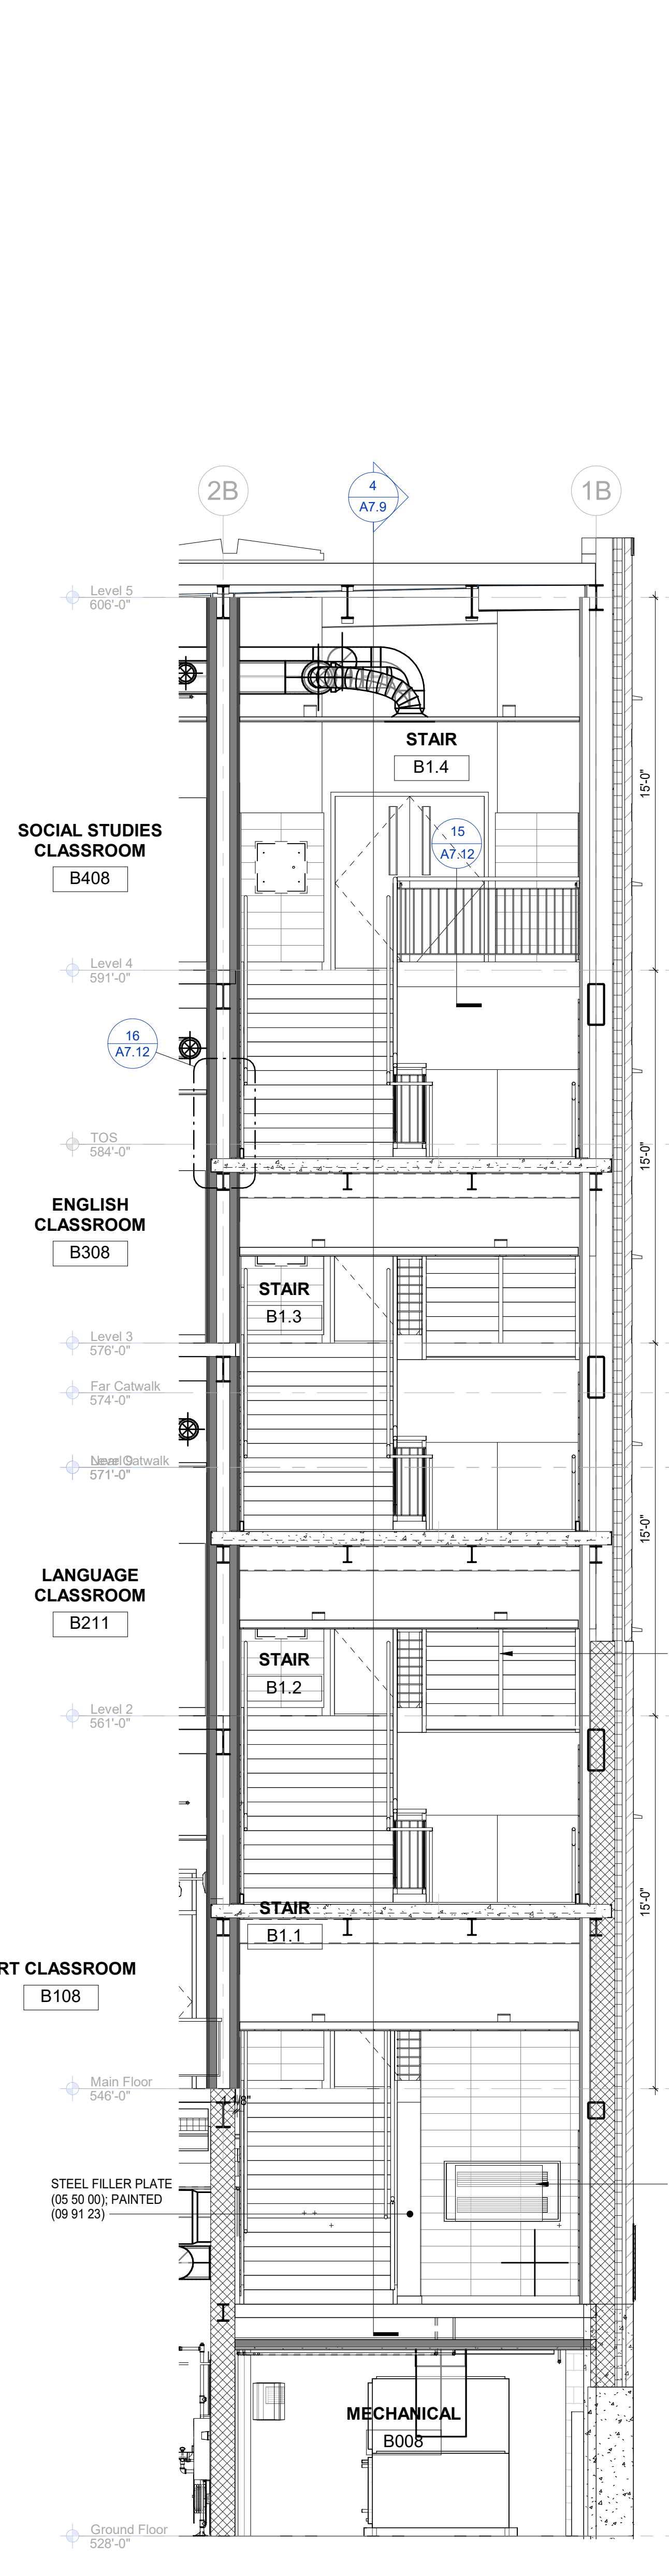 2B
4
A7.9
1B
Level 5
606'-0"
STAIR
B1.4
15'-0"
15
A7.12
SOCIAL STUDIES
CLASSROOM
B408
Level 4
591'-0"
16
A7.12
TOS
584'-0"
15'-0"
ENGLISH
CLASSROOM
B308
STAIR
B1.3
Level 3
576'-0"
Far Catwalk
574'-0"
Near Catwalk
571'-0"
15'-0"
LANGUAGE
CLASSROOM
B211
STAIR
B1.2
Level 2
561'-0"
15'-0"
STAIR
B1.1
RT CLASSROOM
B108
Main Floor
546'-0"
1/8"
STEEL FILLER PLATE
(05 50 00); PAINTED
(09 91 23)
MECHANICAL
B008
Ground Floor
528'-0"